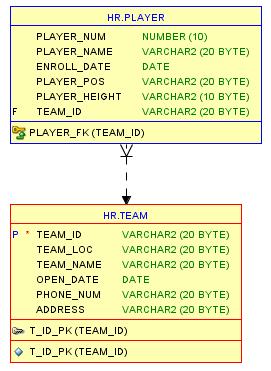 HR.PLAYER
PLAYER_NUM NUMBER (10)
PLAYER_NAME VARCHAR2 (20 BYTE)
ENROLL_DATE DATE
PLAYER_POS VARCHAR2 (20 BYTE)
PLAYER_HEIGHT VARCHAR2 (10 BYTE)
F TEAM_ID VARCHAR2 (20 BYTE)
PLAYER_FK (TEAM_ID)
HR.TEAM
P * TEAM_ID VARCHAR2 (20 BYTE)
TEAM_LOC VARCHAR2 (20 BYTE)
TEAM_NAME VARCHAR2 (20 BYTE)
OPEN_DATE DATE
PHONE_NUM VARCHAR2 (20 BYTE)
ADDRESS VARCHAR2 (20 BYTE)
T_ID_PK (TEAM_ID)
T_ID_PK (TEAM_ID)